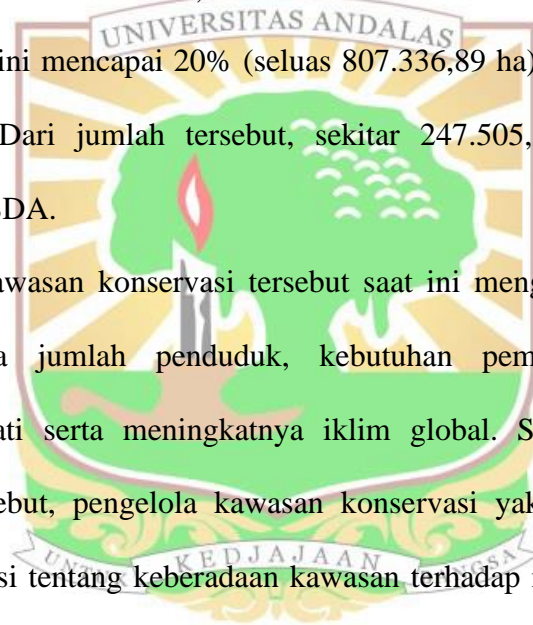 UNIVERSITAS ANDALAS
ini mencapai 20% (seluas 807.336,89 ha)
Dari jumlah tersebut, sekitar 247.505,
DA.
awasan konservasi tersebut saat ini meng
a jumlah penduduk, kebutuhan pem
ati serta meningkatnya iklim global. S
ebut, pengelola kawasan konservasi yak
UNTUK KEDJAJAAN BANGSA
si tentang keberadaan kawasan terhadap